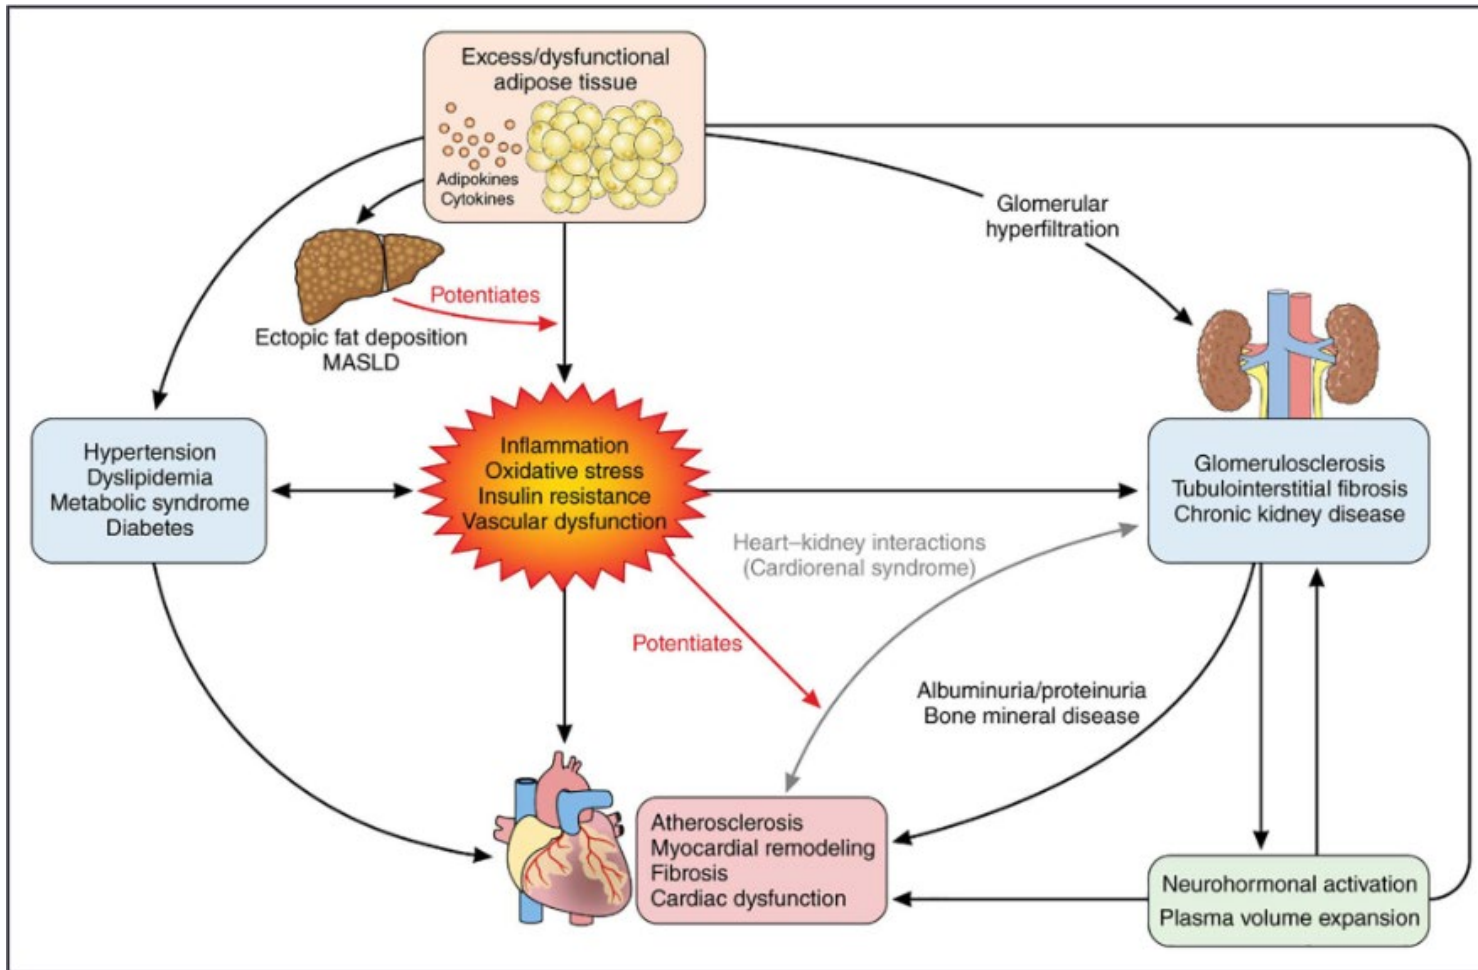 Excess/dysfunctional
adipose tissue
Adipokines
Cytokines
Glomerular
hyperfiltration
Potentiates
Ectopic fat deposition
MASLD
Hypertension
Dyslipidemia
Metabolic syndrome
Diabetes
Inflammation
Oxidative stress
Insulin resistance
Vascular dysfunction
Glomerulosclerosis
Tubulointerstitial fibrosis
Chronic kidney disease
Heart–kidney interactions
(Cardiorenal syndrome)
Potentiates
Albuminuria/proteinuria
Bone mineral disease
Atherosclerosis
Myocardial remodeling
Fibrosis
Cardiac dysfunction
Neurohormonal activation
Plasma volume expansion